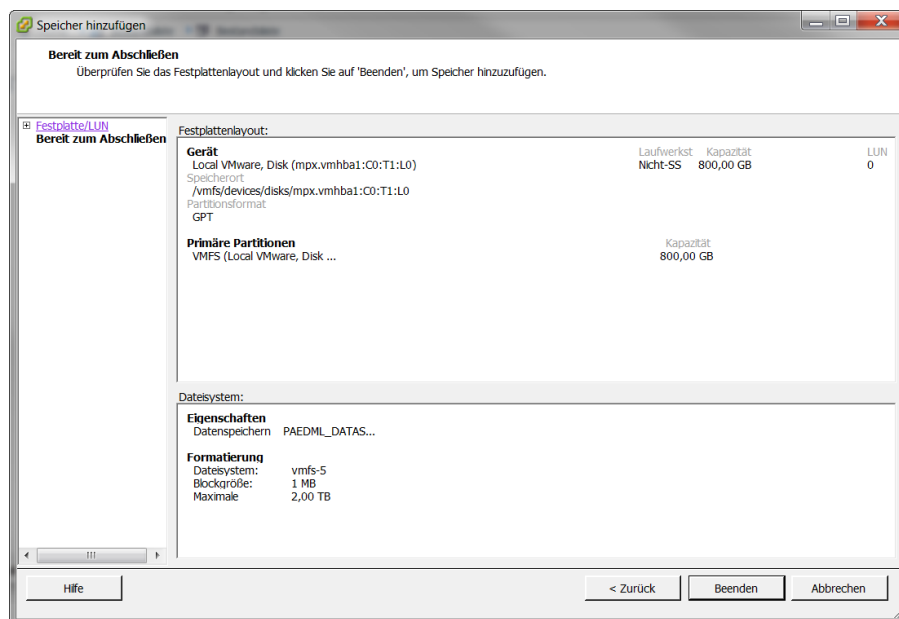 Speicher hinzufügen
Bereit zum Abschließen
Überprüfen Sie das Festplattenlayout und klicken Sie auf 'Beenden', um Speicher hinzuzufügen.
Festplatte/LUN
Bereit zum Abschließen
Festplattenlayout:
Gerät Laufwerkst Kapazität LUN
Local VMware, Disk (mpx.vmhba1:C0:T1:L0) Nicht-SS 800,00 GB 0
Speicherort
/vmfs/devices/disks/mpx.vmhba1:C0:T1:L0
Partitionsformat
GPT
Primäre Partitionen Kapazität
VMFS (Local VMware, Disk ... 800,00 GB
Dateisystem:
Eigenschaften
Datenspeichern PAEDML_DATAS...
Formatierung
Dateisystem: vmfs-5
Blockgröße: 1 MB
Maximale 2,00 TB
Hilfe < Zurück Beenden Abbrechen